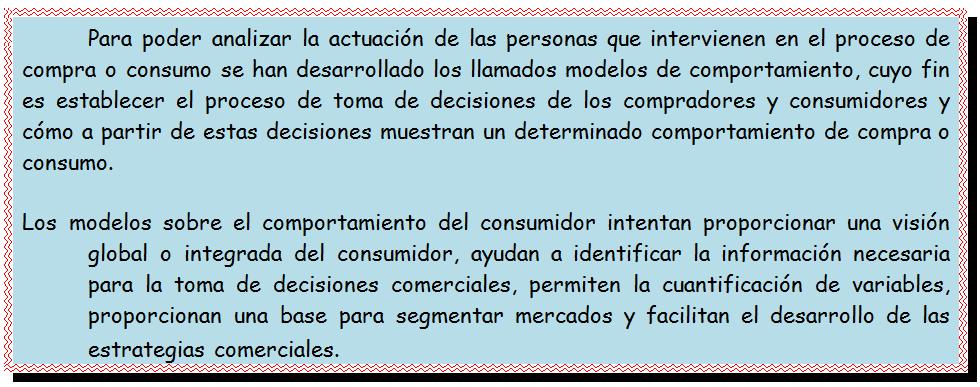 Para poder analizar la actuación de las personas que intervienen en el proceso de
compra o consumo se han desarrollado los llamados modelos de comportamiento, cuyo fin
es establecer el proceso de toma de decisiones de los compradores y consumidores y
cómo a partir de estas decisiones muestran un determinado comportamiento de compra o
consumo.
Los modelos sobre el comportamiento del consumidor intentan proporcionar una visión
global o integrada del consumidor, ayudan a identificar la información necesaria
para la toma de decisiones comerciales, permiten la cuantificación de variables,
proporcionan una base para segmentar mercados y facilitan el desarrollo de las
estrategias comerciales.